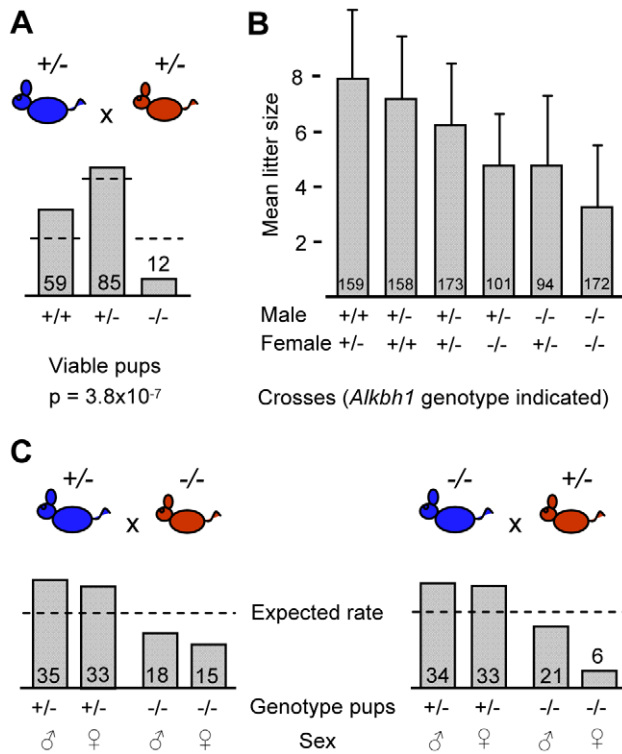 A
+/- +/-
x
59 85 12
+/+ +/- -/-
Viable pups
p = 3.8x10-7
B
Mean litter size
8
6
4
2
159 158 173 101 94 172
Male +/+ +/- +/- +/- -/- -/-
Female +/- +/+ +/- -/- +/- -/-
Crosses (Alkbh1 genotype indicated)
C
+/- -/-
x
-/- +/-
x
Expected rate
35 33 18 15
34 33 21 6
+/- +/- -/- -/- Genotype pups +/- +/- -/- -/-
♂ ♀ ♂ ♀ Sex ♂ ♀ ♂ ♀